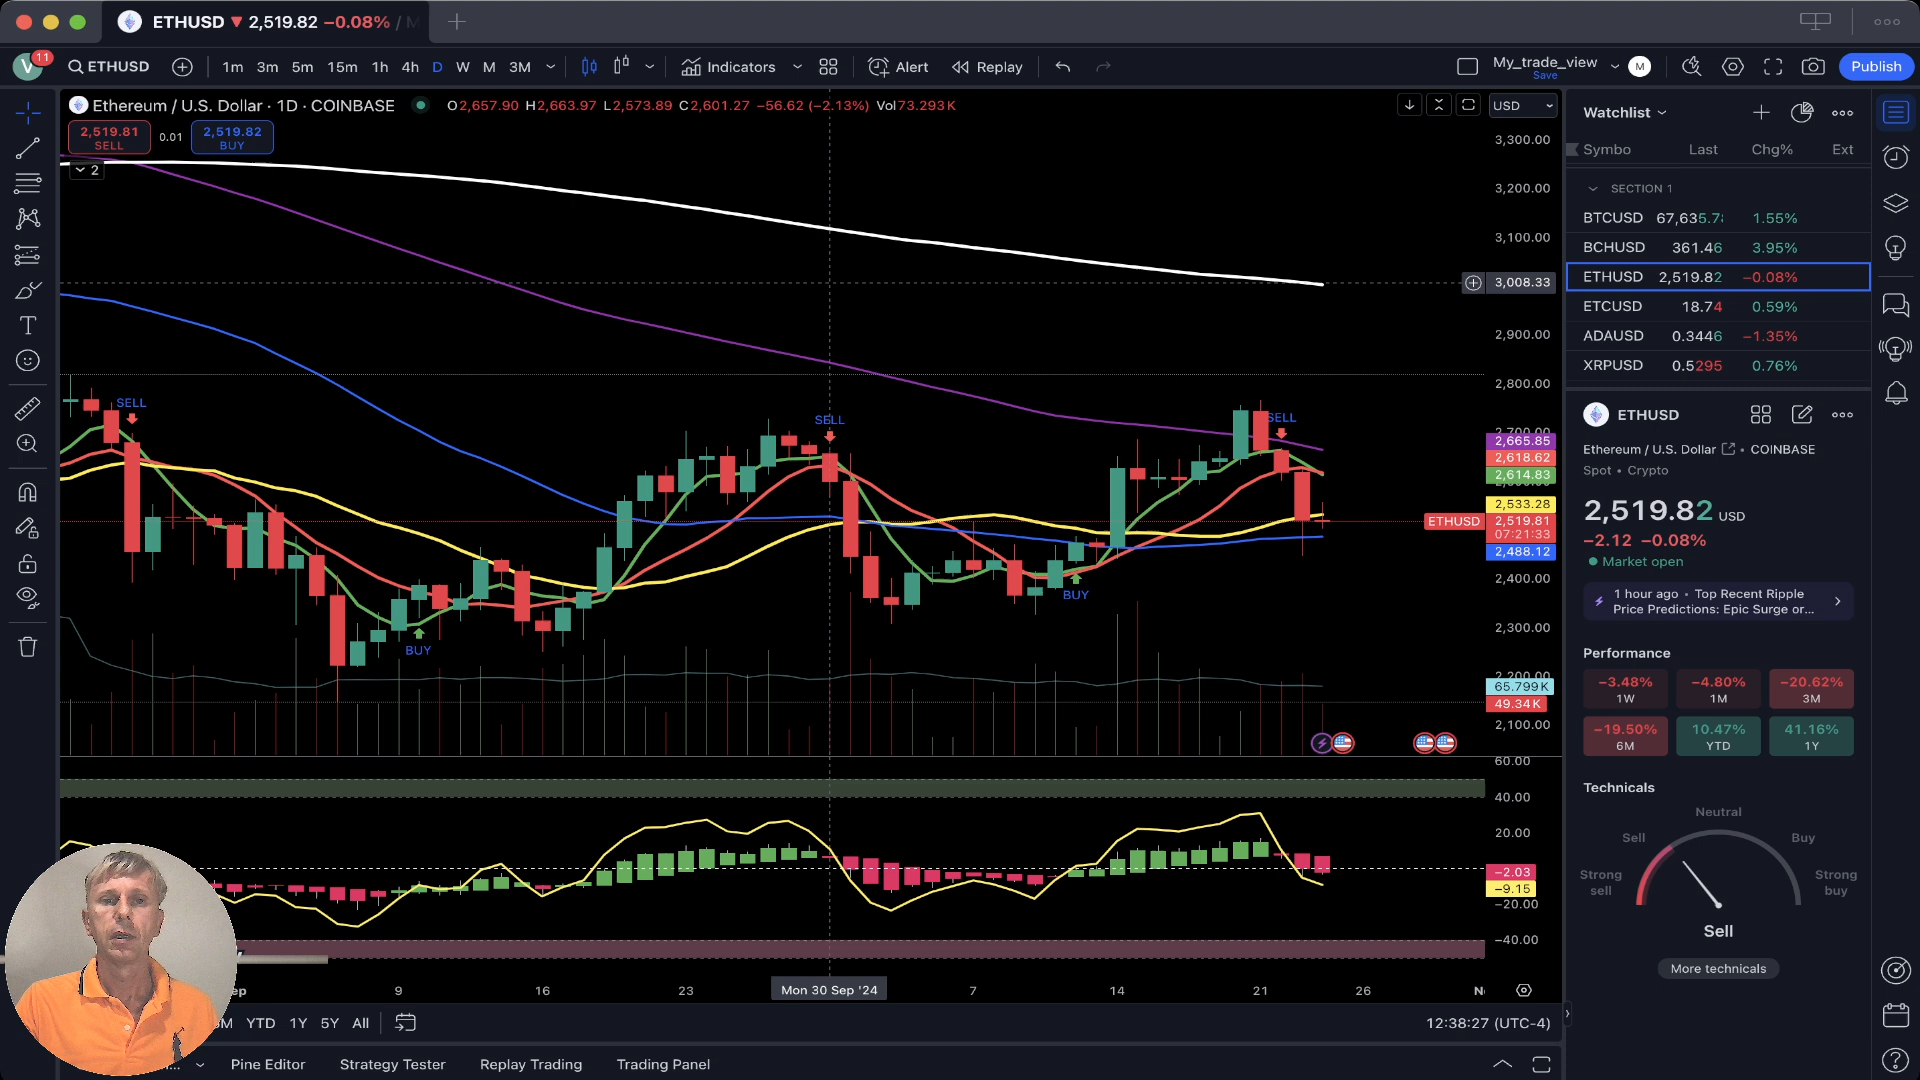 ETHUSD ▼ 2,519.82 −0.08% / M
V 11 ETHUSD 1m 3m 5m 15m 1h 4h D W M 3M Indicators Alert Replay My_trade_view Save M Publish
Ethereum / U.S. Dollar · 1D · COINBASE O2,657.90 H2,663.97 L2,573.89 C2,601.27 −56.62 (−2.13%) Vol73.293K
USD
2,519.81 SELL 0.01 2,519.82 BUY
2
3,300.00
3,200.00
3,100.00
3,008.33
2,900.00
2,800.00
2,665.85
2,618.62
2,614.83
2,533.28
ETHUSD 2,519.81
07:21:33
2,488.12
2,400.00
2,300.00
65.799K
49.34K
2,100.00
SELL
SELL
SELL
BUY
BUY
60.00
40.00
20.00
−2.03
−9.15
−20.00
−40.00
ep 9 16 23 Mon 30 Sep '24 7 14 21 26
YTD 1Y 5Y All
12:38:27 (UTC-4)
Pine Editor Strategy Tester Replay Trading Trading Panel
Watchlist
Symbo Last Chg% Ext
SECTION 1
BTCUSD 67,635.7 1.55%
BCHUSD 361.46 3.95%
ETHUSD 2,519.82 −0.08%
ETCUSD 18.74 0.59%
ADAUSD 0.3446 −1.35%
XRPUSD 0.5295 0.76%
ETHUSD
Ethereum / U.S. Dollar • COINBASE
Spot • Crypto
2,519.82 USD
−2.12 −0.08%
Market open
1 hour ago • Top Recent Ripple
Price Predictions: Epic Surge or...
Performance
−3.48% −4.80% −20.62%
1W 1M 3M
−19.50% 10.47% 41.16%
6M YTD 1Y
Technicals
Neutral
Sell Buy
Strong sell Strong buy
Sell
More technicals